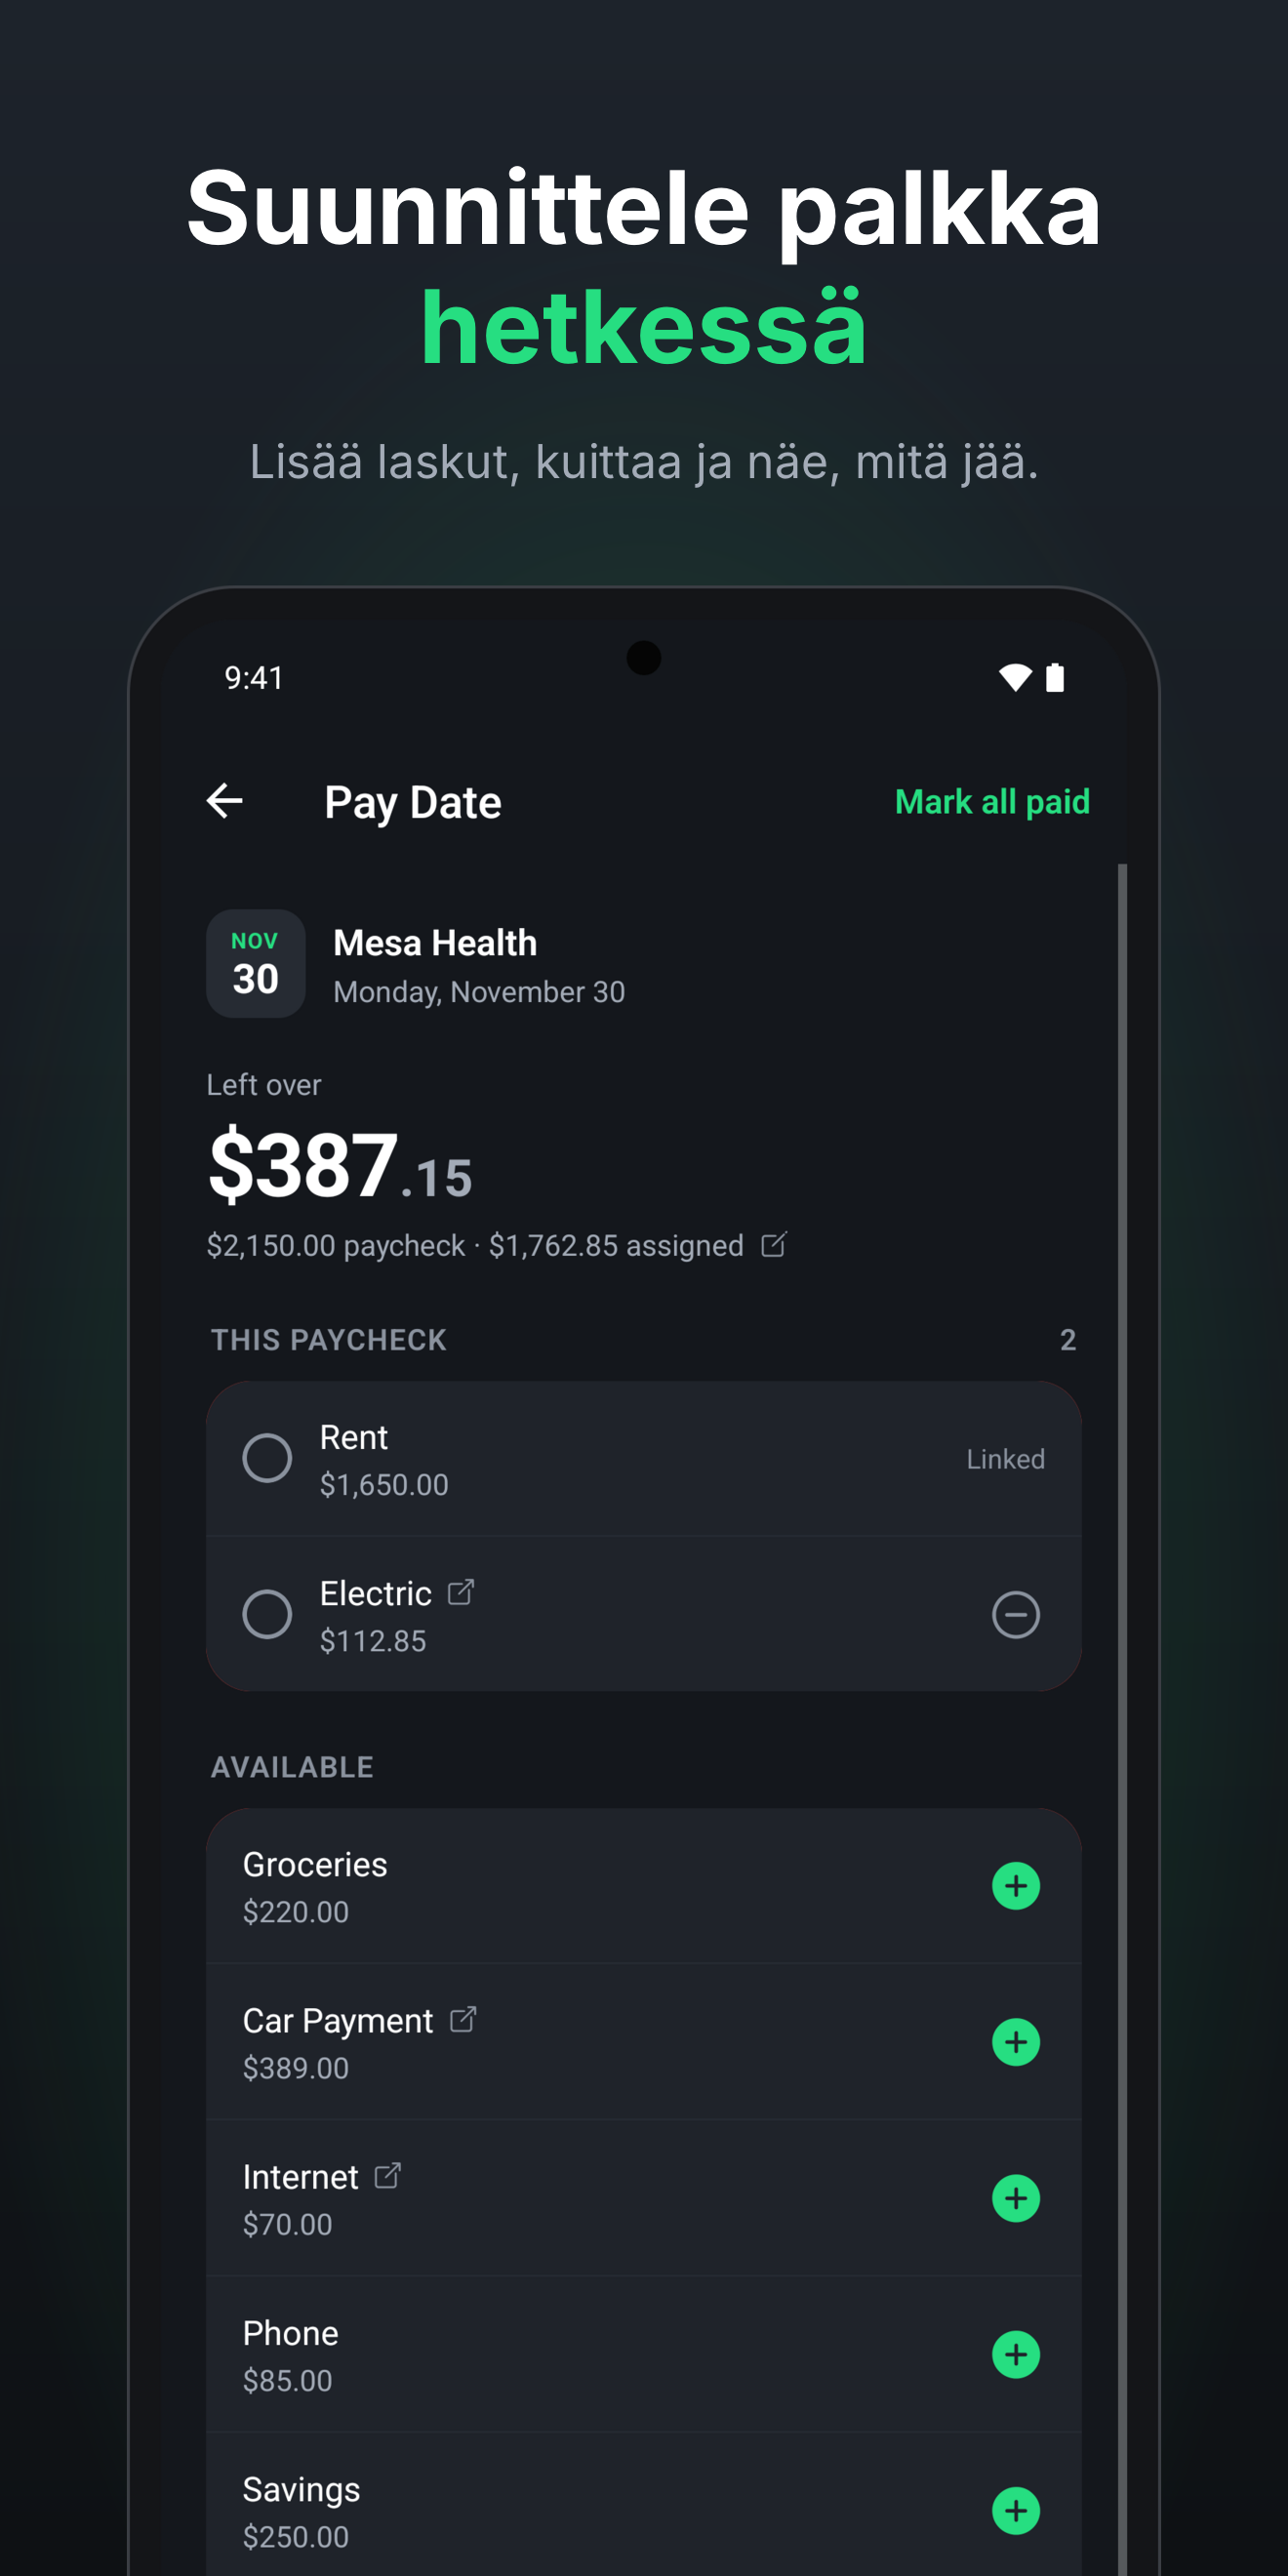 Suunnittele palkka
hetkessä
Lisää laskut, kuittaa ja näe, mitä jää.
9:41
Pay Date
Mark all paid
NOV
30
Mesa Health
Monday, November 30
Left over
$387.15
$2,150.00 paycheck · $1,762.85 assigned
THIS PAYCHECK
2
Rent
$1,650.00
Linked
Electric
$112.85
AVAILABLE
Groceries
$220.00
Car Payment
$389.00
Internet
$70.00
Phone
$85.00
Savings
$250.00